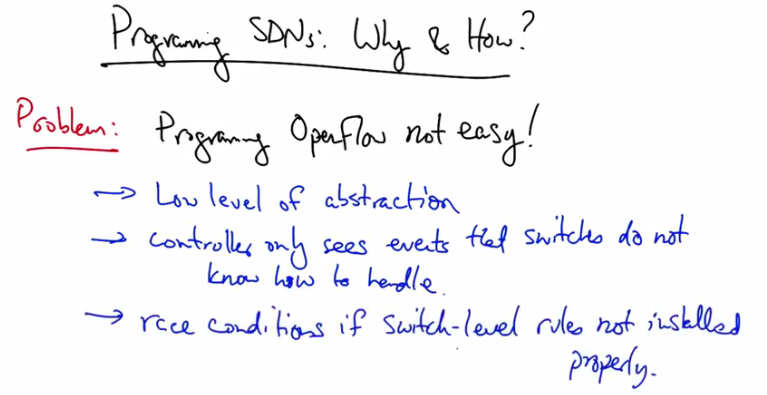 Programming SDNs: Why & How?
Problem: Programming Openflow not easy!
→ Low level of abstraction
→ controller only sees events that switches do not
know how to handle.
→ race conditions if switch-level rules not installed
properly.